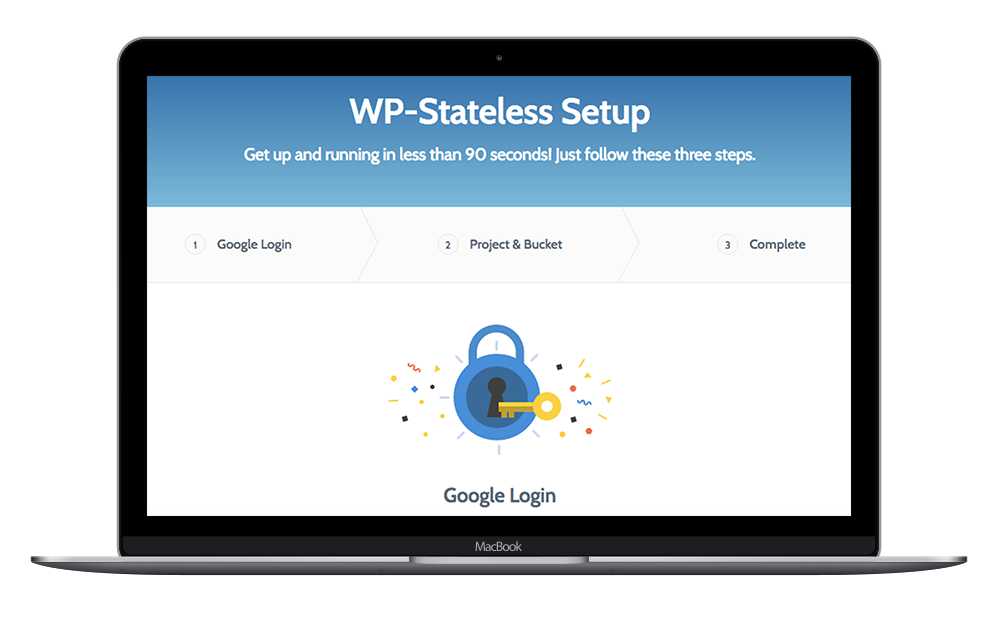 WP-Stateless Setup
Get up and running in less than 90 seconds! Just follow these three steps.
1 Google Login
2 Project & Bucket
3 Complete
Google Login
MacBook